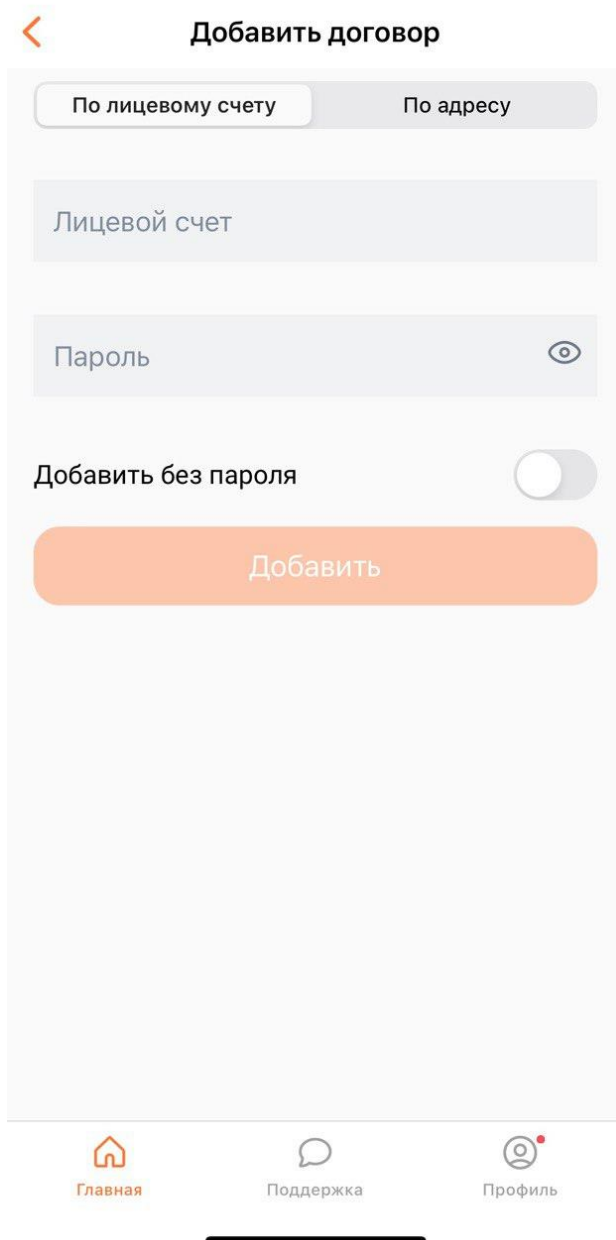 Добавить договор
По лицевому счету
По адресу
Лицевой счет
Пароль
Добавить без пароля
Добавить
Главная
Поддержка
Профиль